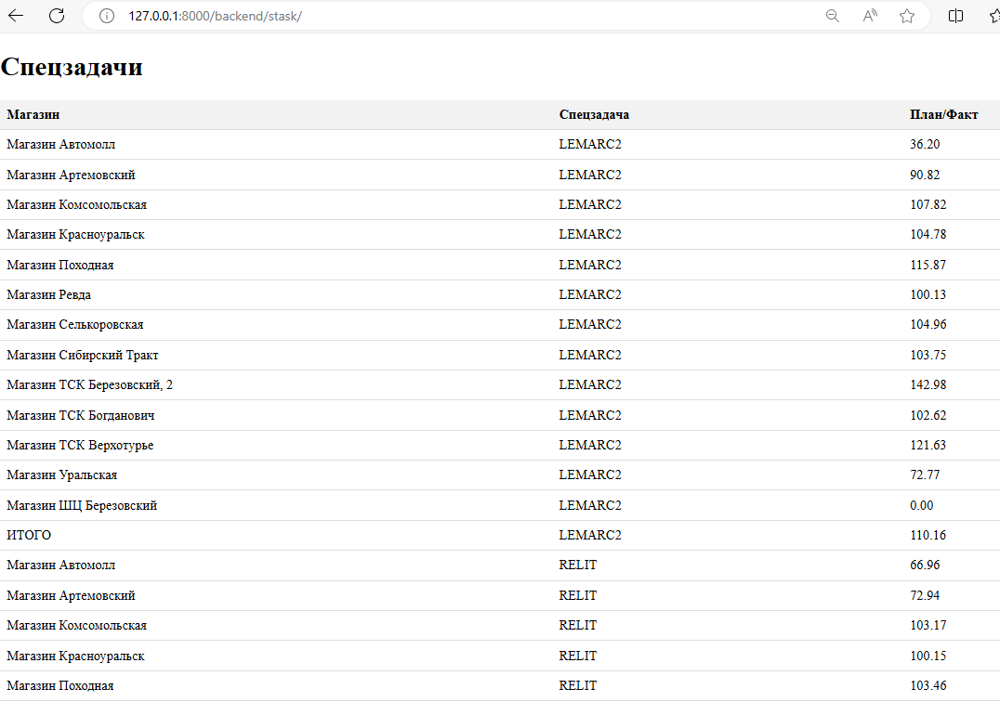 127.0.0.1:8000/backend/stask/
Спецзадачи
Магазин Спецзадача План/Факт
Магазин Автомолл LEMARC2 36.20
Магазин Артемовский LEMARC2 90.82
Магазин Комсомольская LEMARC2 107.82
Магазин Красноуральск LEMARC2 104.78
Магазин Походная LEMARC2 115.87
Магазин Ревда LEMARC2 100.13
Магазин Селькоровская LEMARC2 104.96
Магазин Сибирский Тракт LEMARC2 103.75
Магазин ТСК Березовский, 2 LEMARC2 142.98
Магазин ТСК Богданович LEMARC2 102.62
Магазин ТСК Верхотурье LEMARC2 121.63
Магазин Уральская LEMARC2 72.77
Магазин ШЦ Березовский LEMARC2 0.00
ИТОГО LEMARC2 110.16
Магазин Автомолл RELIT 66.96
Магазин Артемовский RELIT 72.94
Магазин Комсомольская RELIT 103.17
Магазин Красноуральск RELIT 100.15
Магазин Походная RELIT 103.46